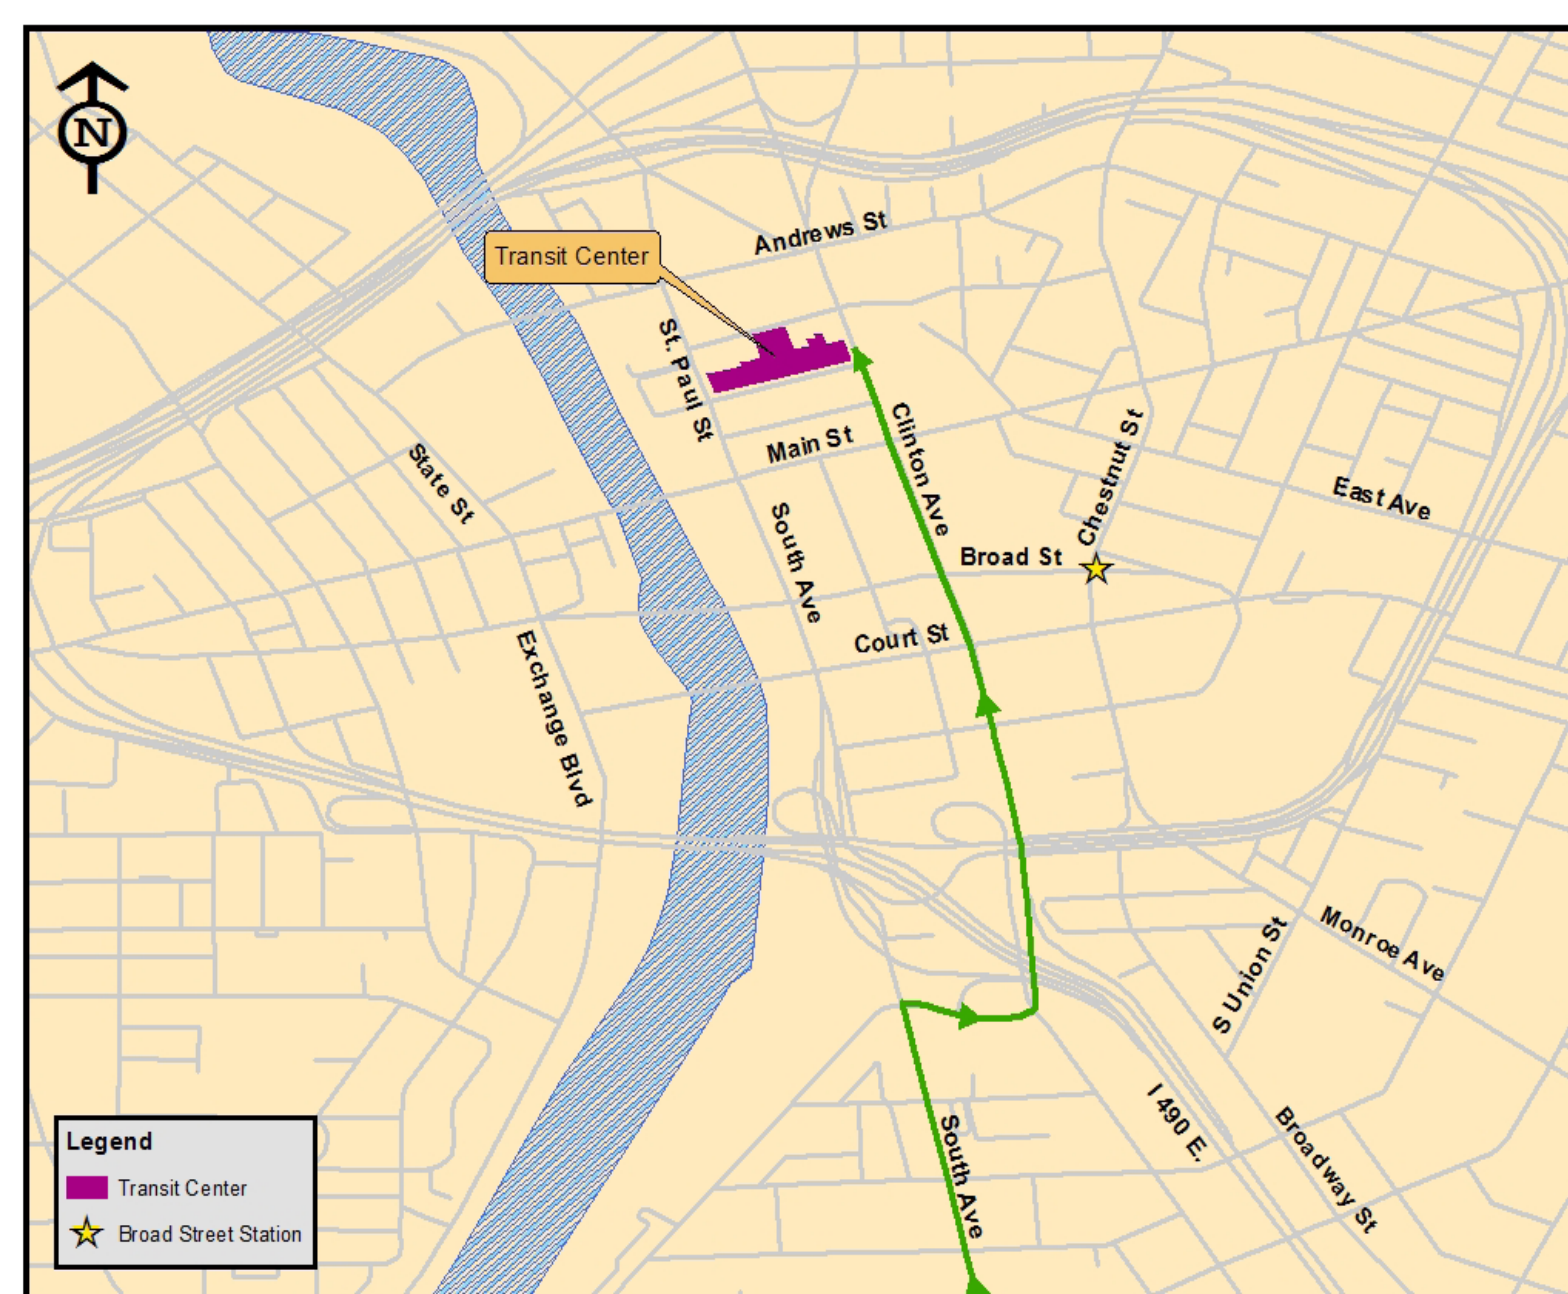 N
Andrews St
Transit Center
St. Paul St
Main St
Clinton Ave
State St
Chestnut St
East Ave
South Ave
Broad St
Court St
Exchange Blvd
Monroe Ave
S Union St
I 490 E.
Broadway St
South Ave
Legend
Transit Center
Broad Street Station